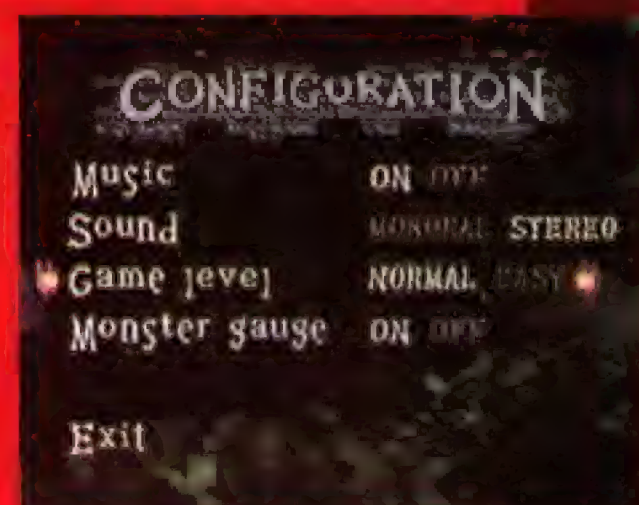 CONFIGURATION
Music ON OFF
Sound MONORAL STEREO
Game level NORMAL EASY
Monster gauge ON OFF
Exit